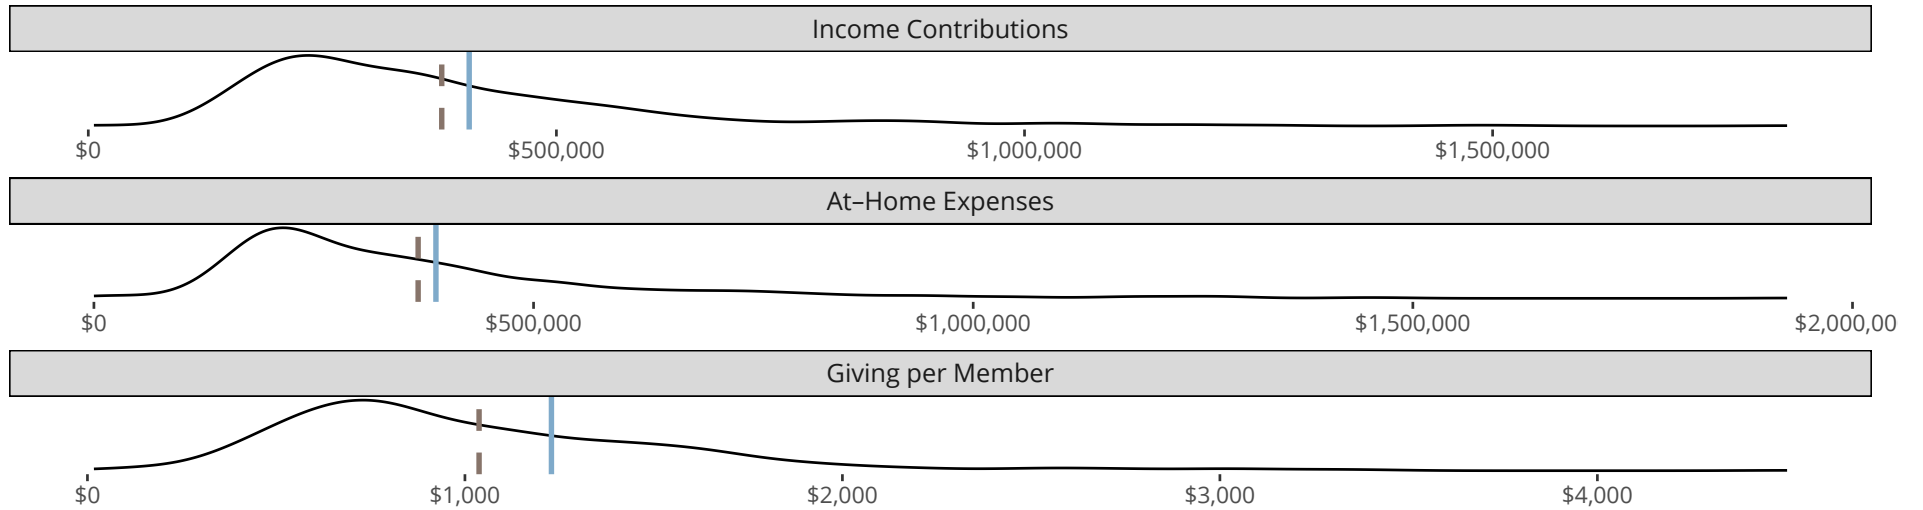 Income Contributions
$0 $500,000 $1,000,000 $1,500,000
At–Home Expenses
$0 $500,000 $1,000,000 $1,500,000 $2,000,00
Giving per Member
$0 $1,000 $2,000 $3,000 $4,000